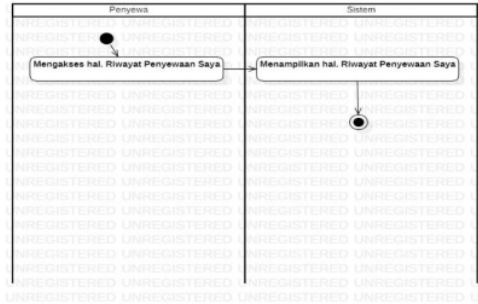 Penyewa
Sistem
Mengakses hal. Riwayat Penyewaan Saya
Menampilkan hal. Riwayat Penyewaan Saya
UNREGISTERED